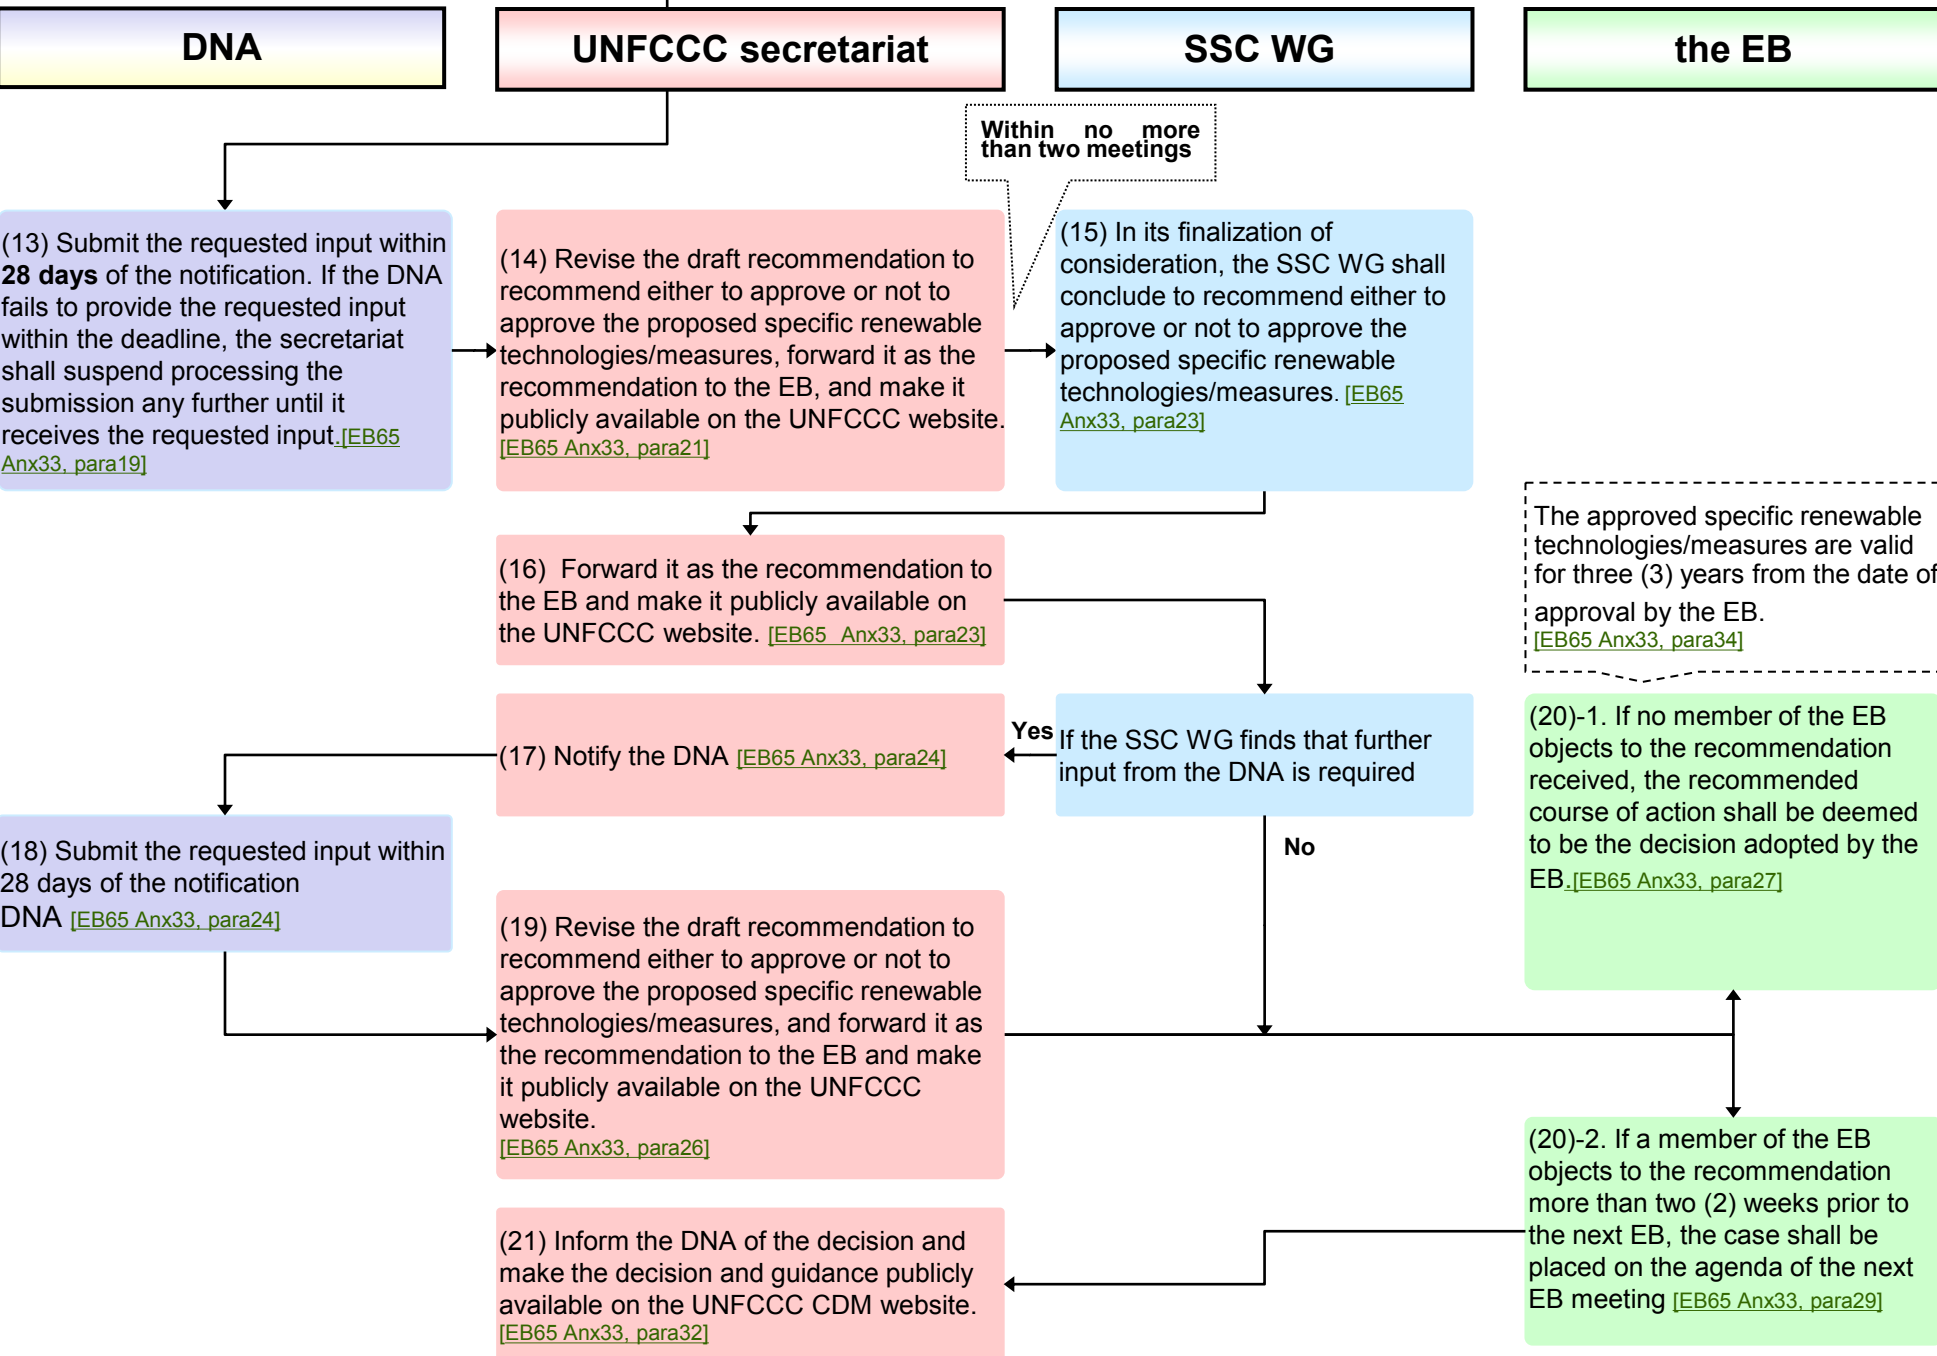 DNA
UNFCCC secretariat
SSC WG
the EB
Within no more
than two meetings
(13) Submit the requested input within
28 days of the notification. If the DNA
fails to provide the requested input
within the deadline, the secretariat
shall suspend processing the
submission any further until it
receives the requested input.[EB65
Anx33, para19]
(14) Revise the draft recommendation to
recommend either to approve or not to
approve the proposed specific renewable
technologies/measures, forward it as the
recommendation to the EB, and make it
publicly available on the UNFCCC website.
[EB65 Anx33, para21]
(15) In its finalization of
consideration, the SSC WG shall
conclude to recommend either to
approve or not to approve the
proposed specific renewable
technologies/measures. [EB65
Anx33, para23]
(16) Forward it as the recommendation to
the EB and make it publicly available on
the UNFCCC website. [EB65 Anx33, para23]
The approved specific renewable
technologies/measures are valid
for three (3) years from the date of
approval by the EB.
[EB65 Anx33, para34]
(17) Notify the DNA [EB65 Anx33, para24]
Yes
If the SSC WG finds that further
input from the DNA is required
No
(20)-1. If no member of the EB
objects to the recommendation
received, the recommended
course of action shall be deemed
to be the decision adopted by the
EB.[EB65 Anx33, para27]
(18) Submit the requested input within
28 days of the notification
DNA [EB65 Anx33, para24]
(19) Revise the draft recommendation to
recommend either to approve or not to
approve the proposed specific renewable
technologies/measures, and forward it as
the recommendation to the EB and make
it publicly available on the UNFCCC
website.
[EB65 Anx33, para26]
(20)-2. If a member of the EB
objects to the recommendation
more than two (2) weeks prior to
the next EB, the case shall be
placed on the agenda of the next
EB meeting [EB65 Anx33, para29]
(21) Inform the DNA of the decision and
make the decision and guidance publicly
available on the UNFCCC CDM website.
[EB65 Anx33, para32]